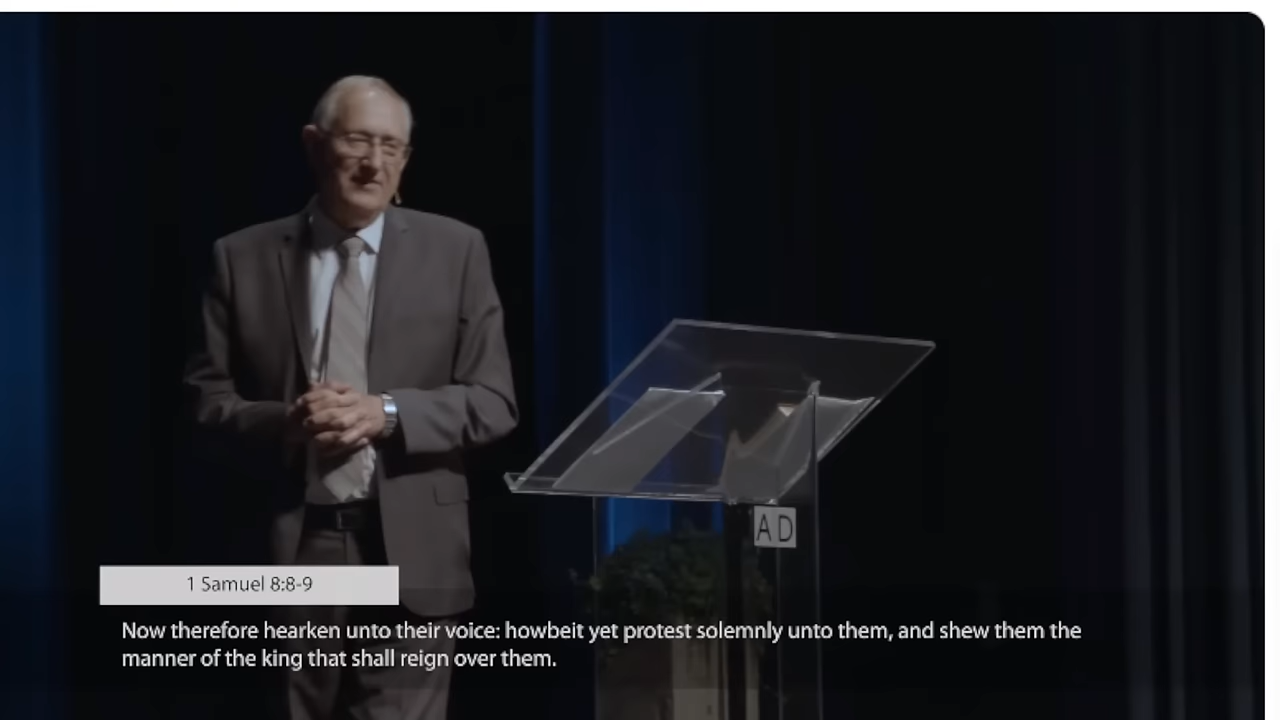 A D
1 Samuel 8:8-9
Now therefore hearken unto their voice: howbeit yet protest solemnly unto them, and shew them the
manner of the king that shall reign over them.